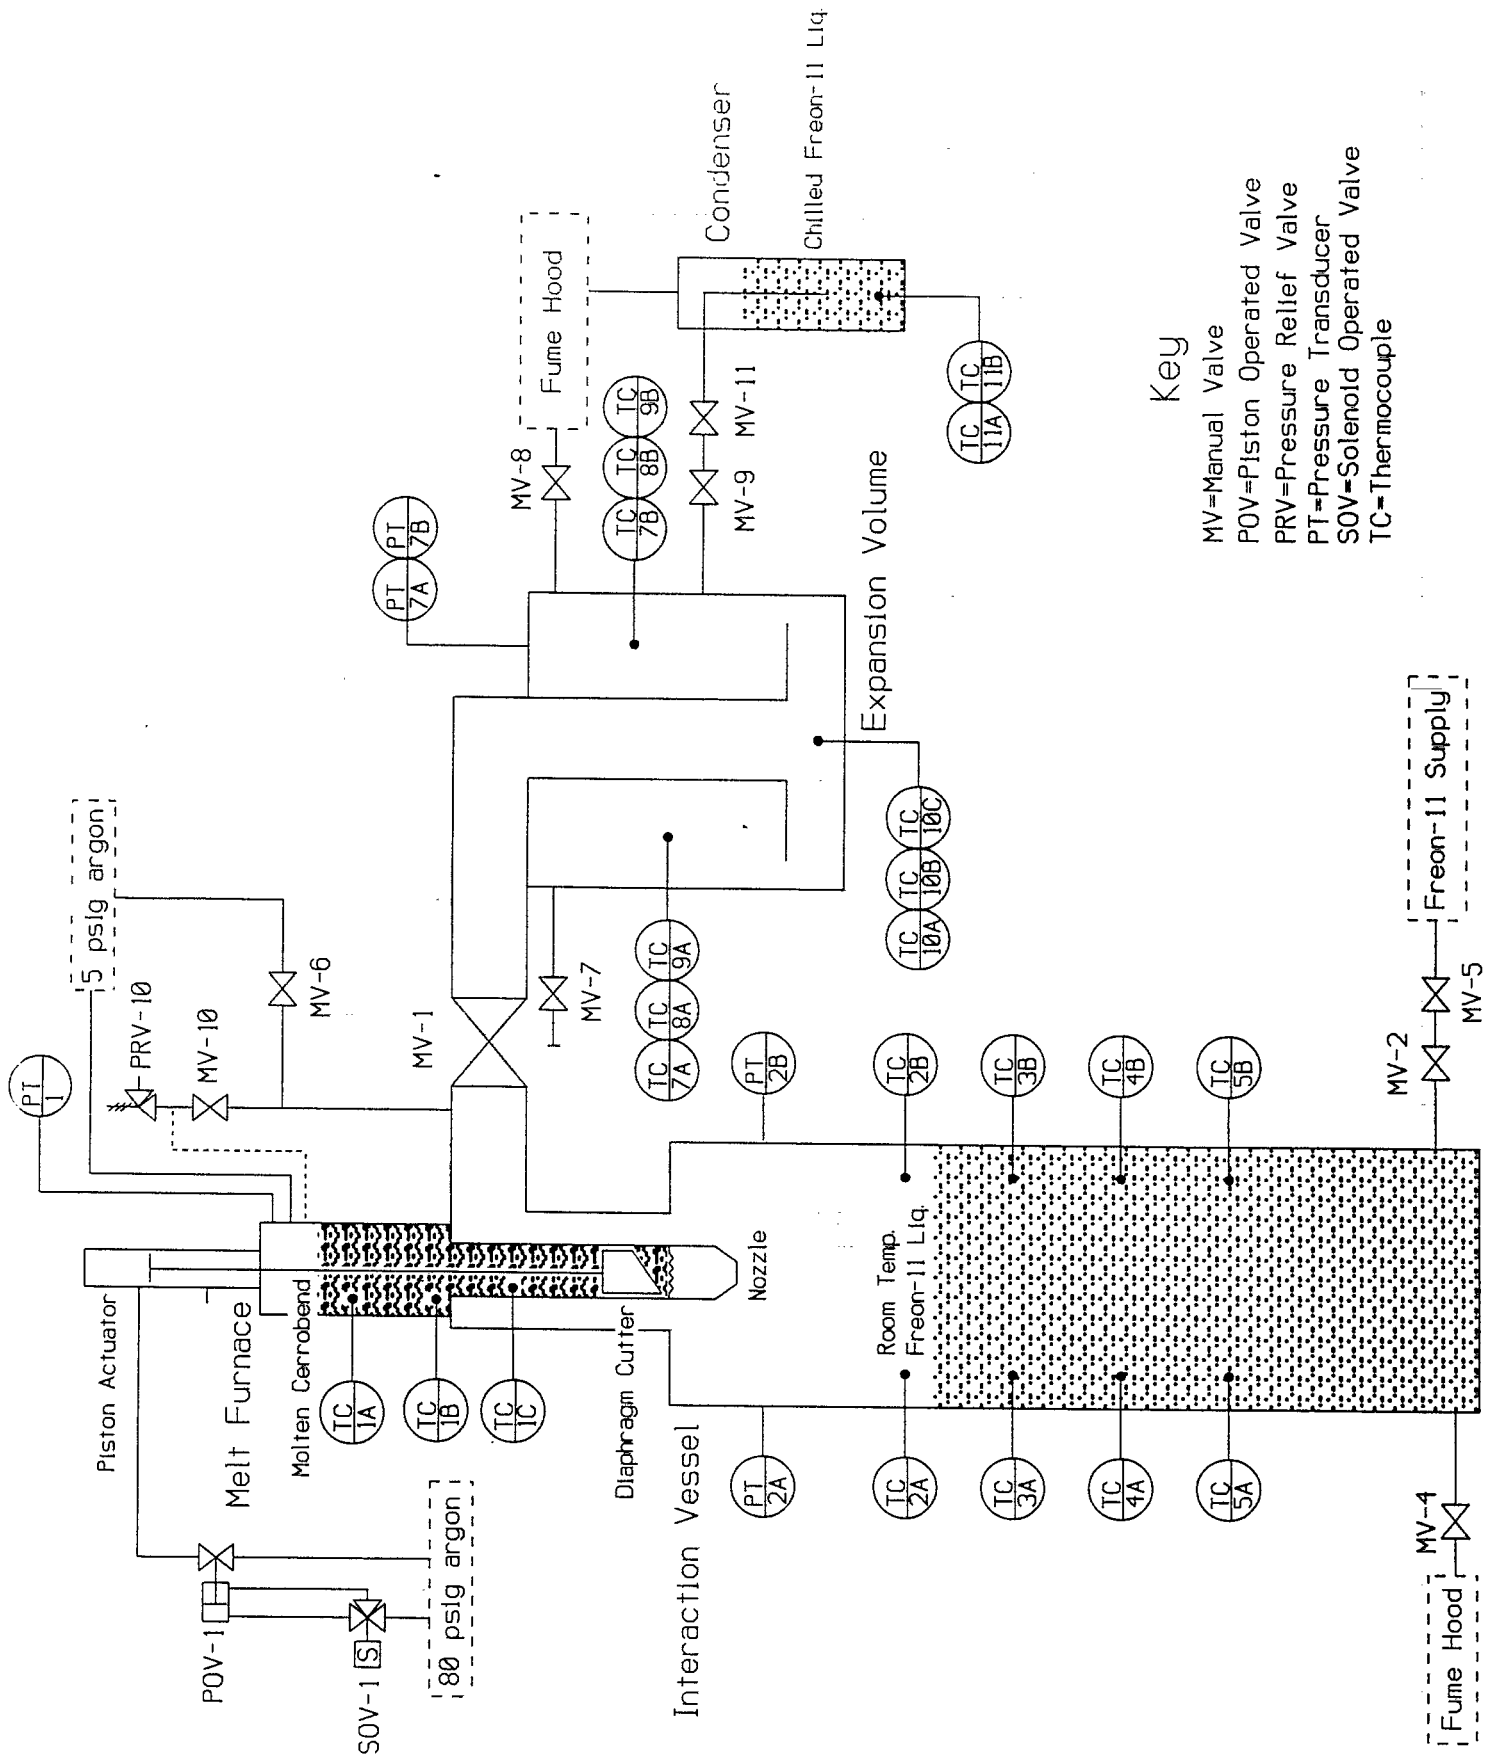 PT
1
5 psig argon
PRV-10
MV-10
MV-6
Piston Actuator
POV-1
SOV-1
S
80 psig argon
Melt Furnace
Molten Cerrobend
TC
1A
TC
1B
TC
1C
Diaphragm Cutter
Nozzle
Interaction Vessel
MV-1
MV-7
PT
7A
PT
7B
MV-8
Fume Hood
TC
7B
TC
8B
TC
9B
MV-9
MV-11
Condenser
Chilled Freon-11 Liq.
TC
11A
TC
11B
TC
7A
TC
8A
TC
9A
Expansion Volume
TC
10A
TC
10B
TC
10C
PT
2A
PT
2B
Room Temp.
Freon-11 Liq.
TC
2A
TC
2B
TC
3A
TC
3B
TC
4A
TC
4B
TC
5A
TC
5B
MV-4
Fume Hood
MV-2
MV-5
Freon-11 Supply
Key
MV=Manual Valve
POV=Piston Operated Valve
PRV=Pressure Relief Valve
PT=Pressure Transducer
SOV=Solenoid Operated Valve
TC=Thermocouple